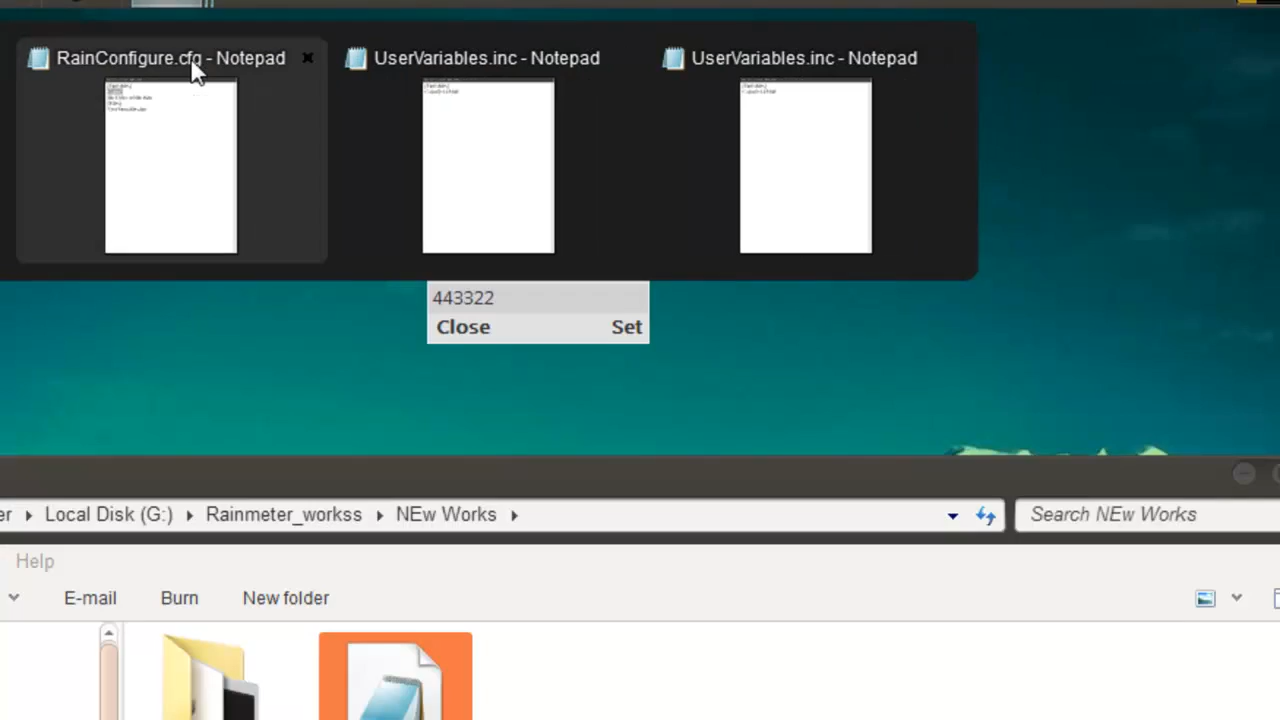 RainConfigure.cfg - Notepad
UserVariables.inc - Notepad
UserVariables.inc - Notepad
443322
Close
Set
er
Local Disk (G:)
Rainmeter_workss
NEw Works
Search NEw Works
Help
E-mail
Burn
New folder